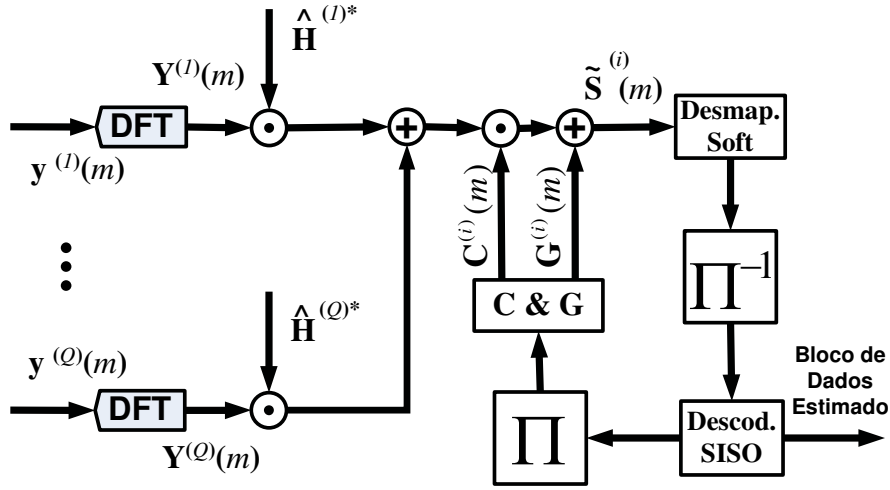 Ĥ⁽¹⁾*
Y⁽¹⁾(m)
DFT
y⁽¹⁾(m)
S̃⁽ⁱ⁾(m)
Desmap.
Soft
C⁽ⁱ⁾(m)
G⁽ⁱ⁾(m)
∏⁻¹
C & G
Ĥ⁽Q⁾*
y⁽Q⁾(m)
DFT
Y⁽Q⁾(m)
∏
Descod.
SISO
Bloco de
Dados
Estimado